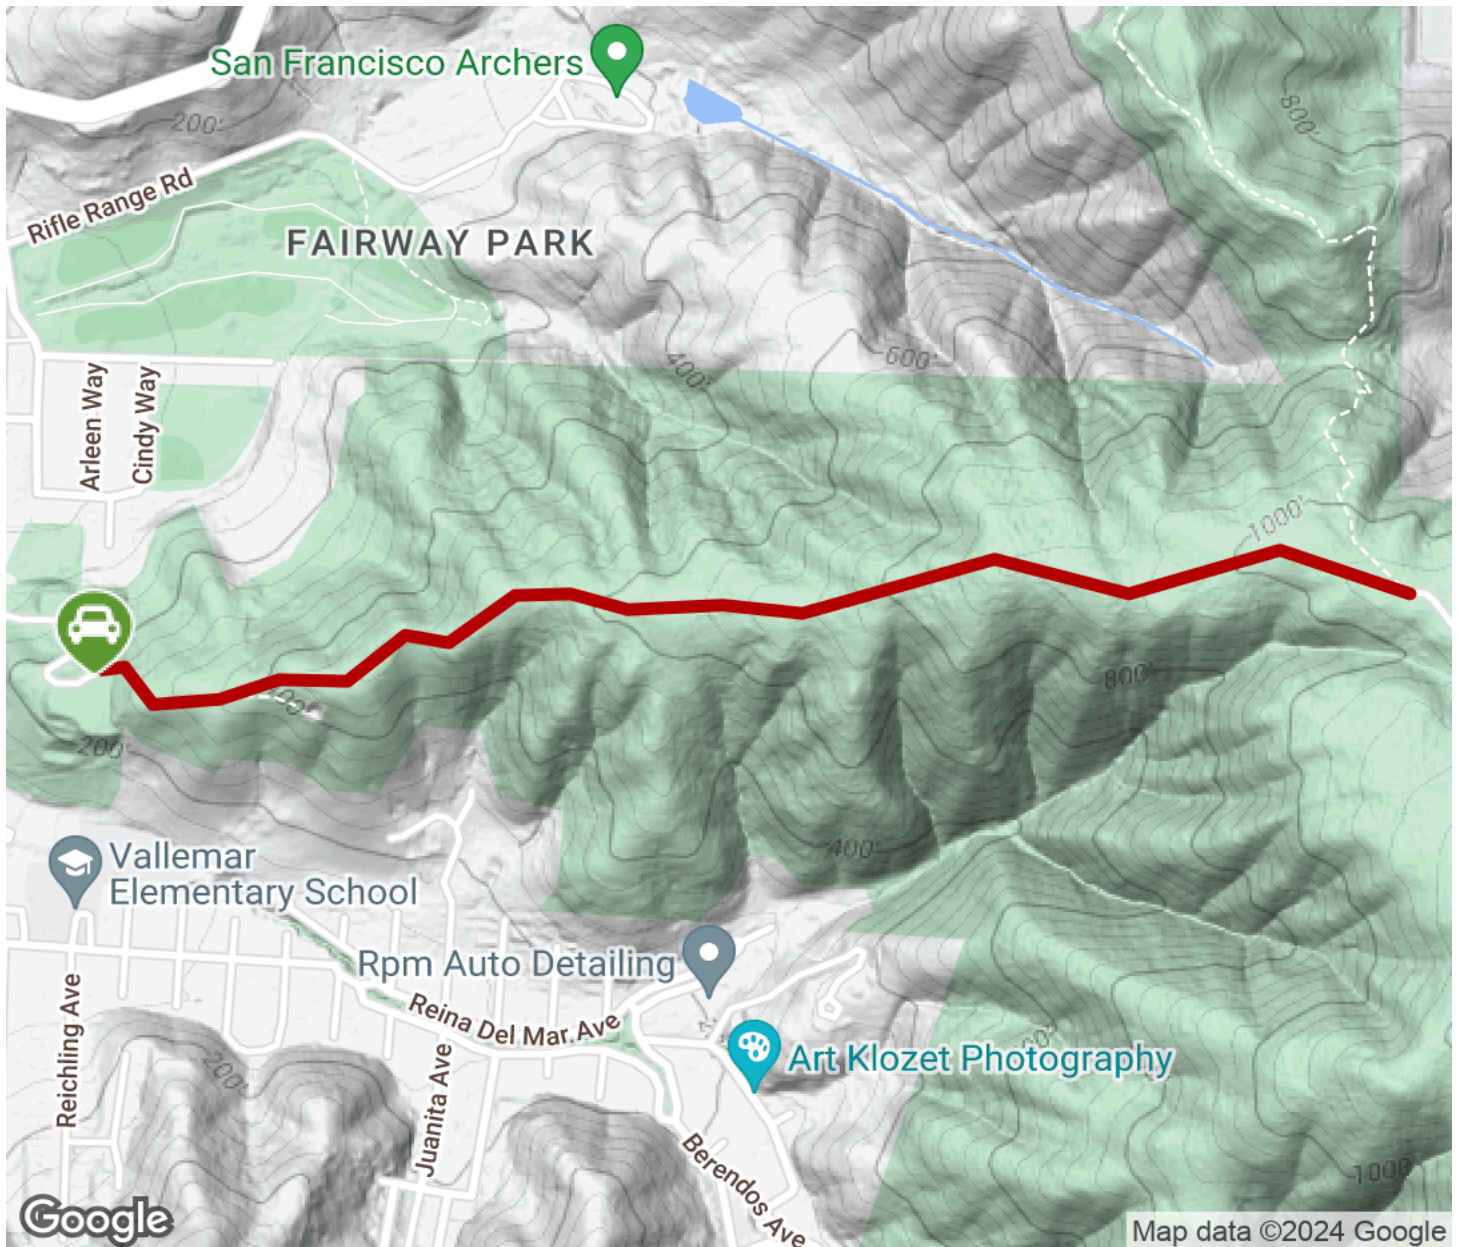 San Francisco Archers
800'
200'
Rifle Range Rd
FAIRWAY PARK
400'
600'
Arleen Way
Cindy Way
1000'
800'
200'
400
Vallemar
Elementary School
Rpm Auto Detailing
Reina Del Mar Ave
Reichling Ave
Juanita Ave
200'
Art Klozet Photography
Berendos Ave
1000'
Google
Map data ©2024 Google